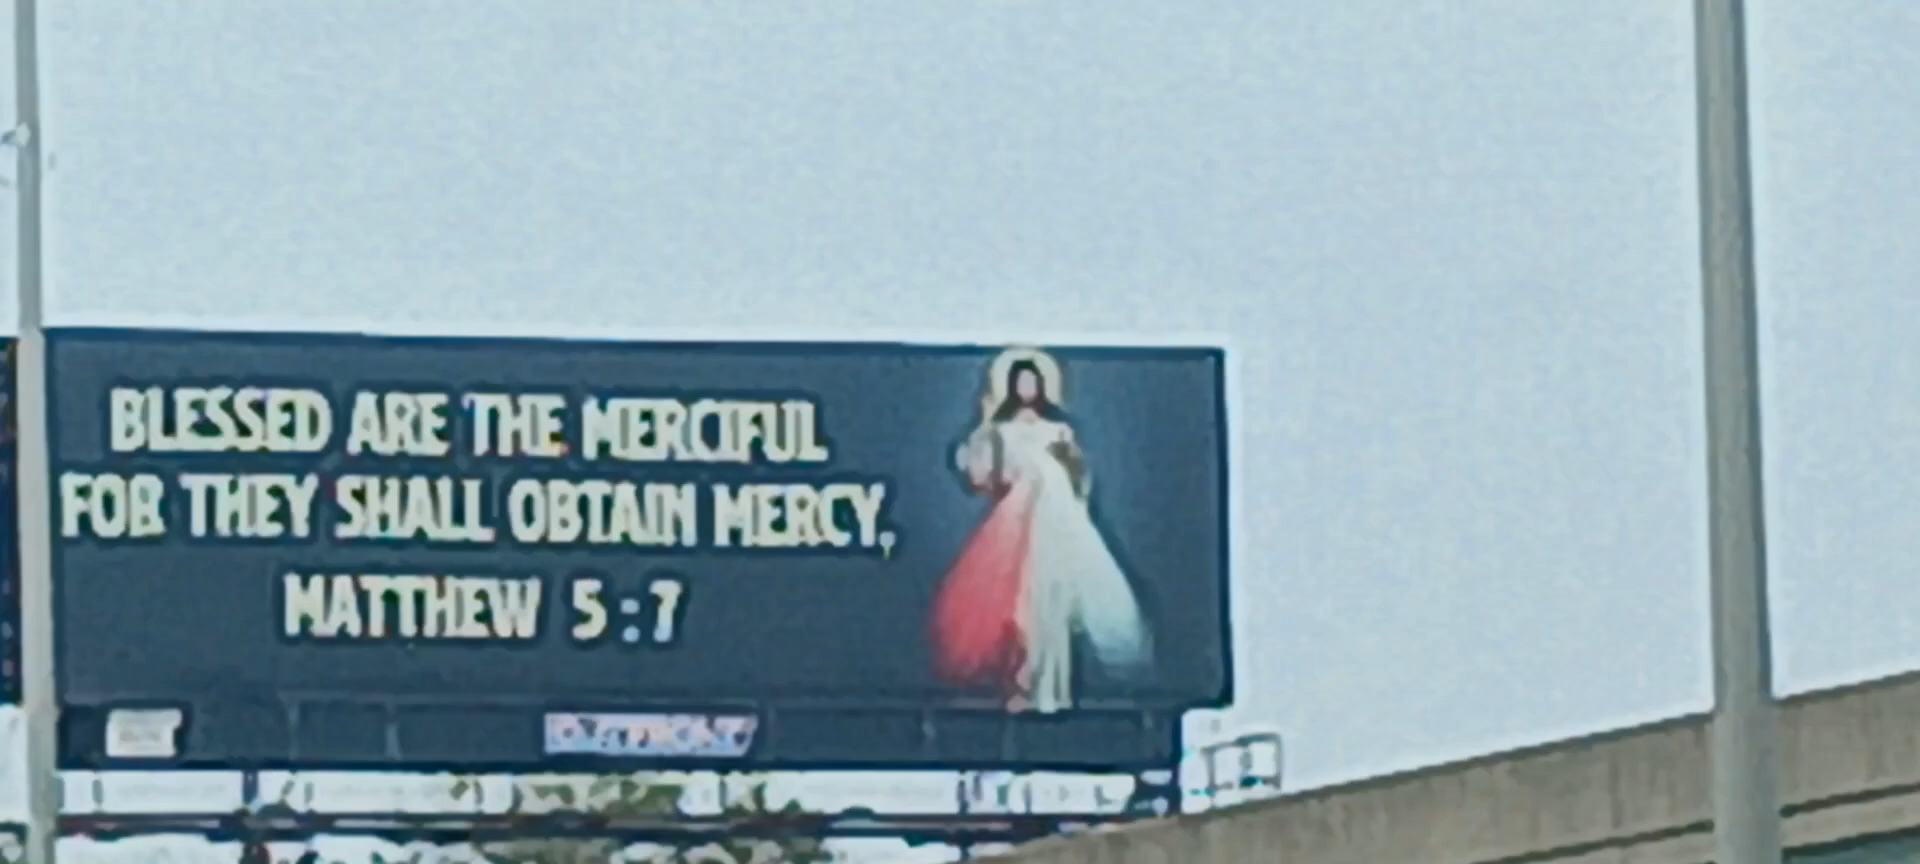 BLESSED ARE THE MERCIFUL
FOR THEY SHALL OBTAIN MERCY.
MATTHEW 5:7